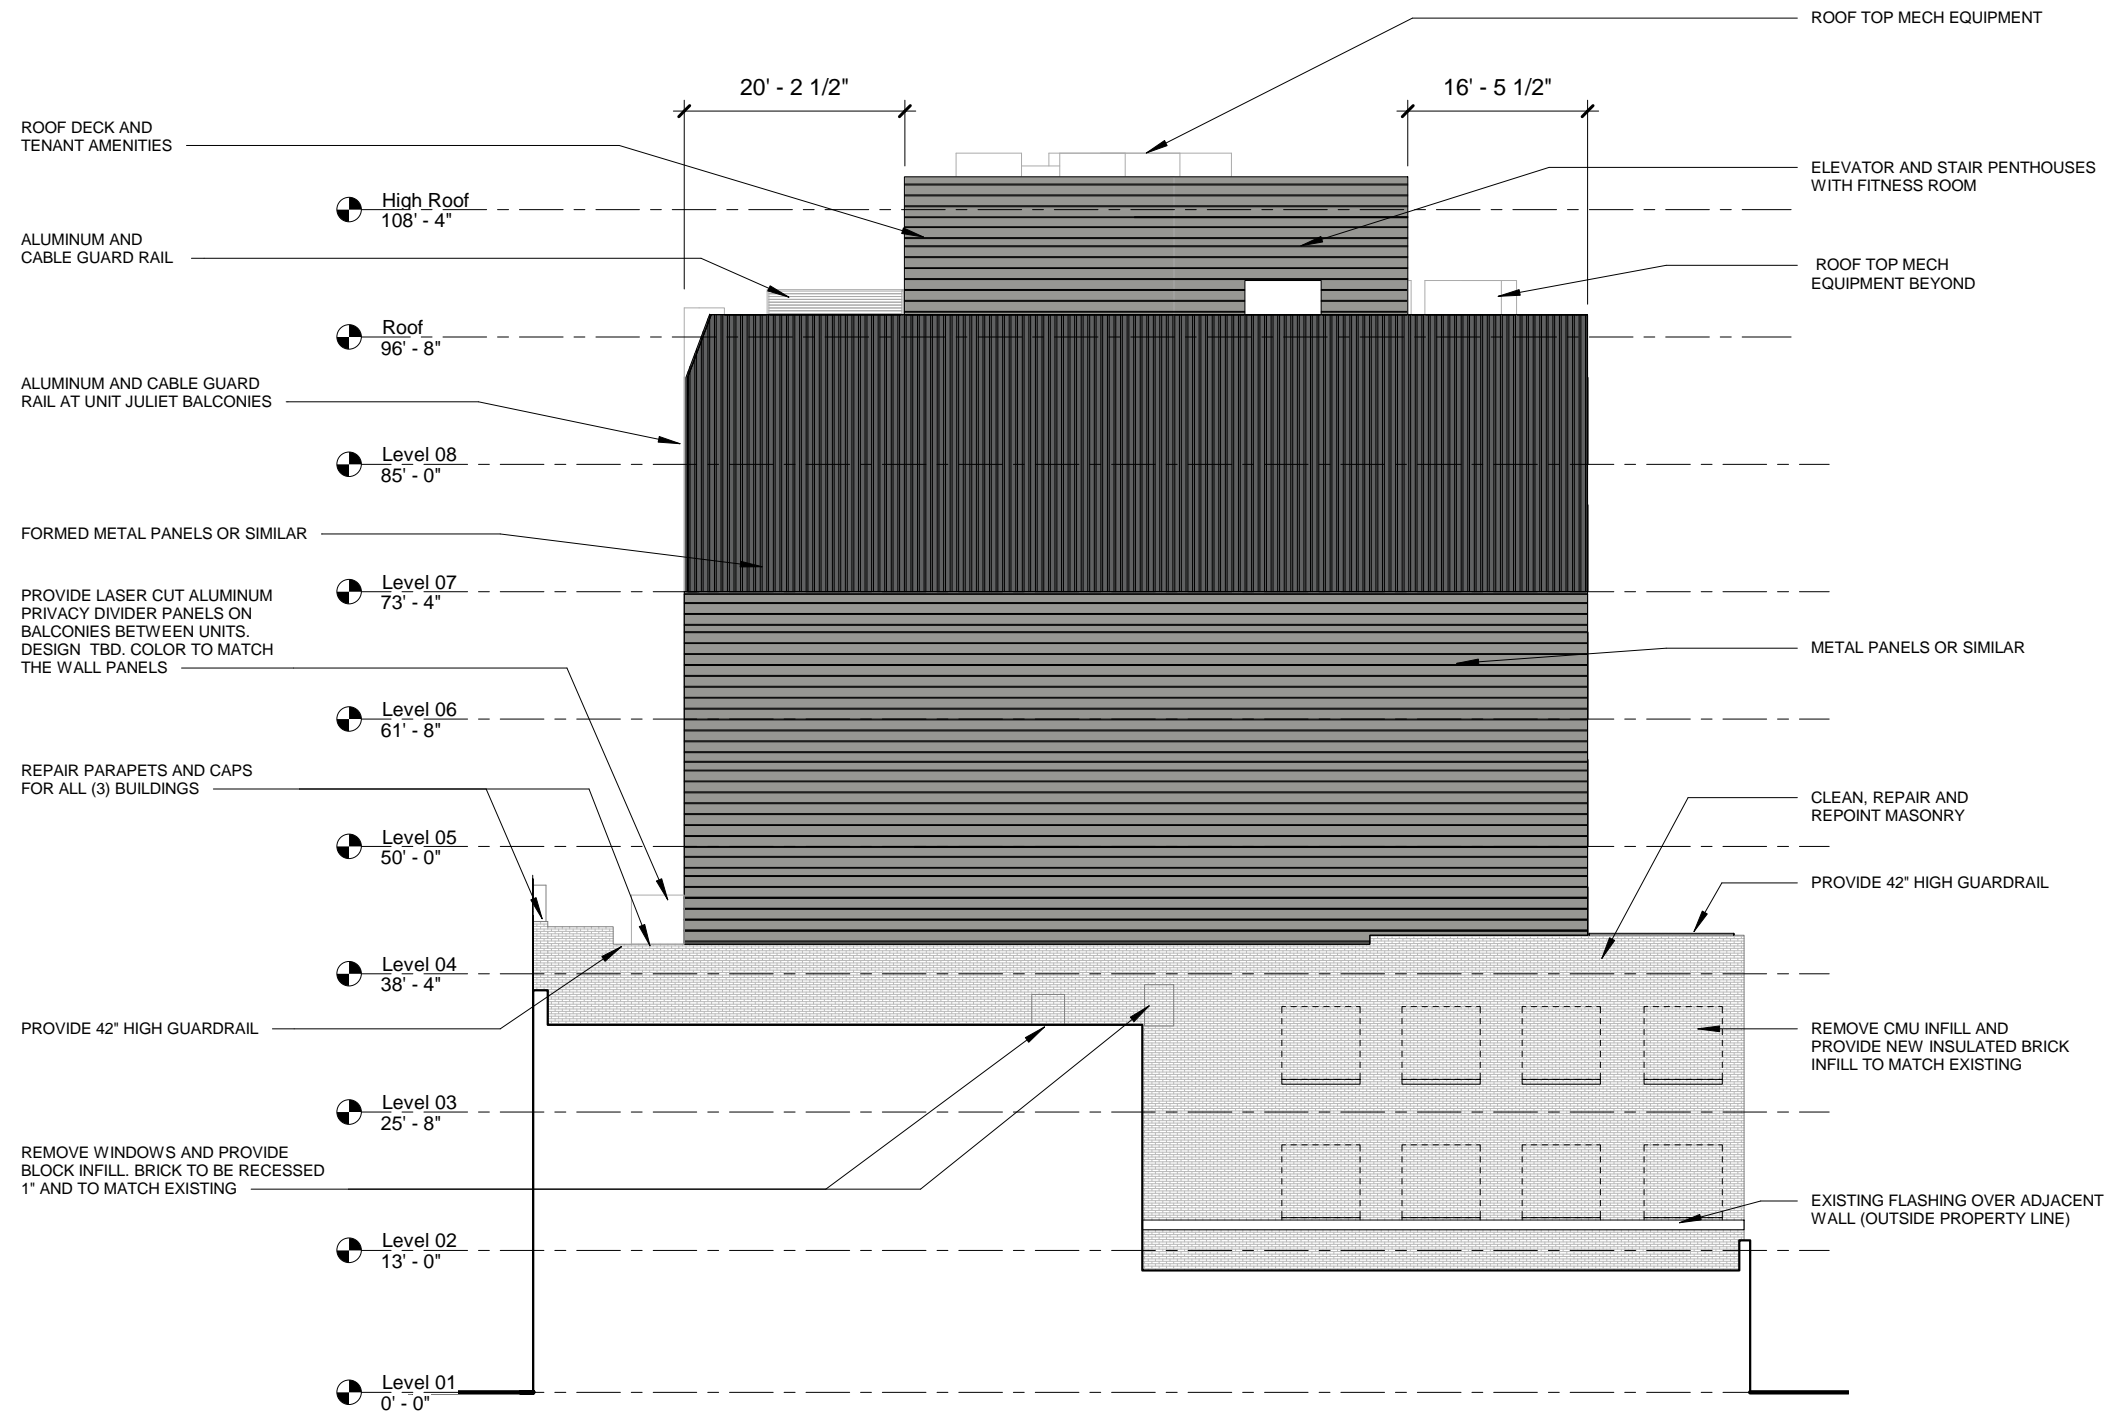 ROOF TOP MECH EQUIPMENT
20' - 2 1/2"
16' - 5 1/2"
ROOF DECK AND
TENANT AMENITIES
ELEVATOR AND STAIR PENTHOUSES
WITH FITNESS ROOM
High Roof
108' - 4"
ALUMINUM AND
CABLE GUARD RAIL
ROOF TOP MECH
EQUIPMENT BEYOND
Roof
96' - 8"
ALUMINUM AND CABLE GUARD
RAIL AT UNIT JULIET BALCONIES
Level 08
85' - 0"
FORMED METAL PANELS OR SIMILAR
Level 07
73' - 4"
PROVIDE LASER CUT ALUMINUM
PRIVACY DIVIDER PANELS ON
BALCONIES BETWEEN UNITS.
DESIGN TBD. COLOR TO MATCH
THE WALL PANELS
METAL PANELS OR SIMILAR
Level 06
61' - 8"
REPAIR PARAPETS AND CAPS
FOR ALL (3) BUILDINGS
CLEAN, REPAIR AND
REPOINT MASONRY
Level 05
50' - 0"
PROVIDE 42" HIGH GUARDRAIL
Level 04
38' - 4"
PROVIDE 42" HIGH GUARDRAIL
REMOVE CMU INFILL AND
PROVIDE NEW INSULATED BRICK
INFILL TO MATCH EXISTING
Level 03
25' - 8"
REMOVE WINDOWS AND PROVIDE
BLOCK INFILL. BRICK TO BE RECESSED
1" AND TO MATCH EXISTING
EXISTING FLASHING OVER ADJACENT
WALL (OUTSIDE PROPERTY LINE)
Level 02
13' - 0"
Level 01
0' - 0"